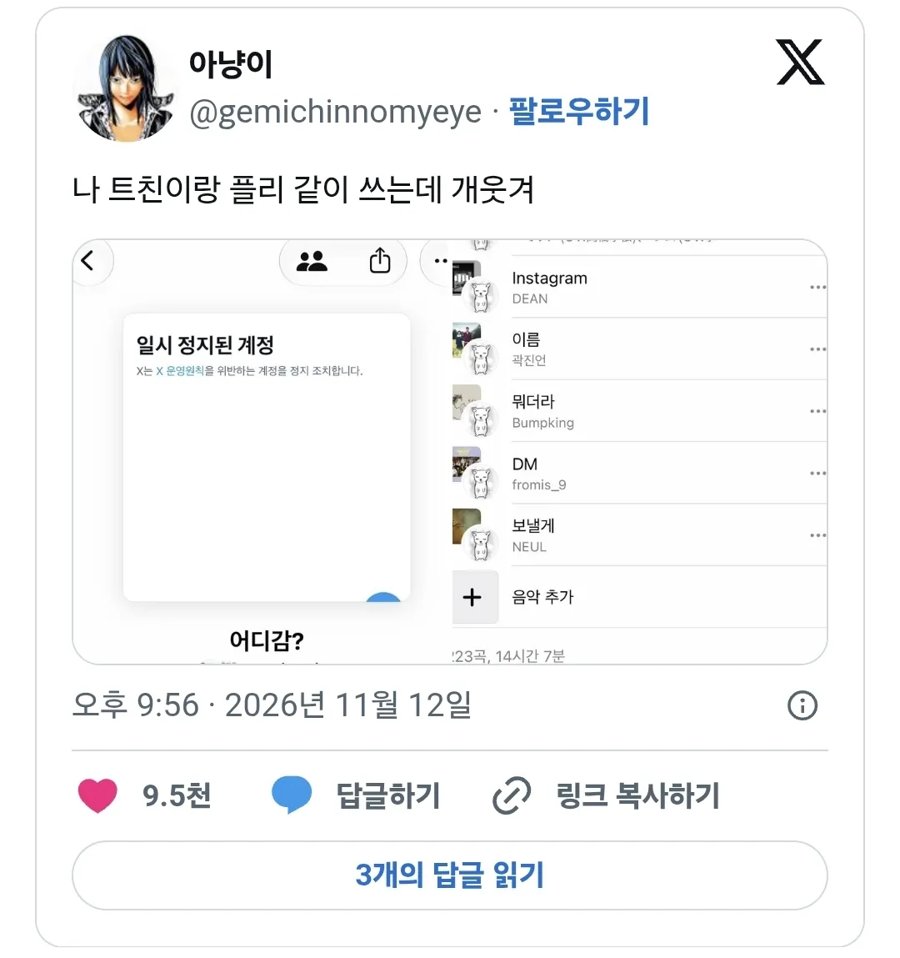 아냥이
@gemichinnomyeye · 팔로우하기
나 트친이랑 플리 같이 쓰는데 개웃겨
일시 정지된 계정
X는 X 운영원칙을 위반하는 계정을 정지 조치합니다.
어디감?
Instagram
DEAN
이름
곽진언
뭐더라
Bumpking
DM
fromis_9
보낼게
NEUL
음악 추가
223곡, 14시간 7분
오후 9:56 · 2026년 11월 12일
9.5천 답글하기 링크 복사하기
3개의 답글 읽기